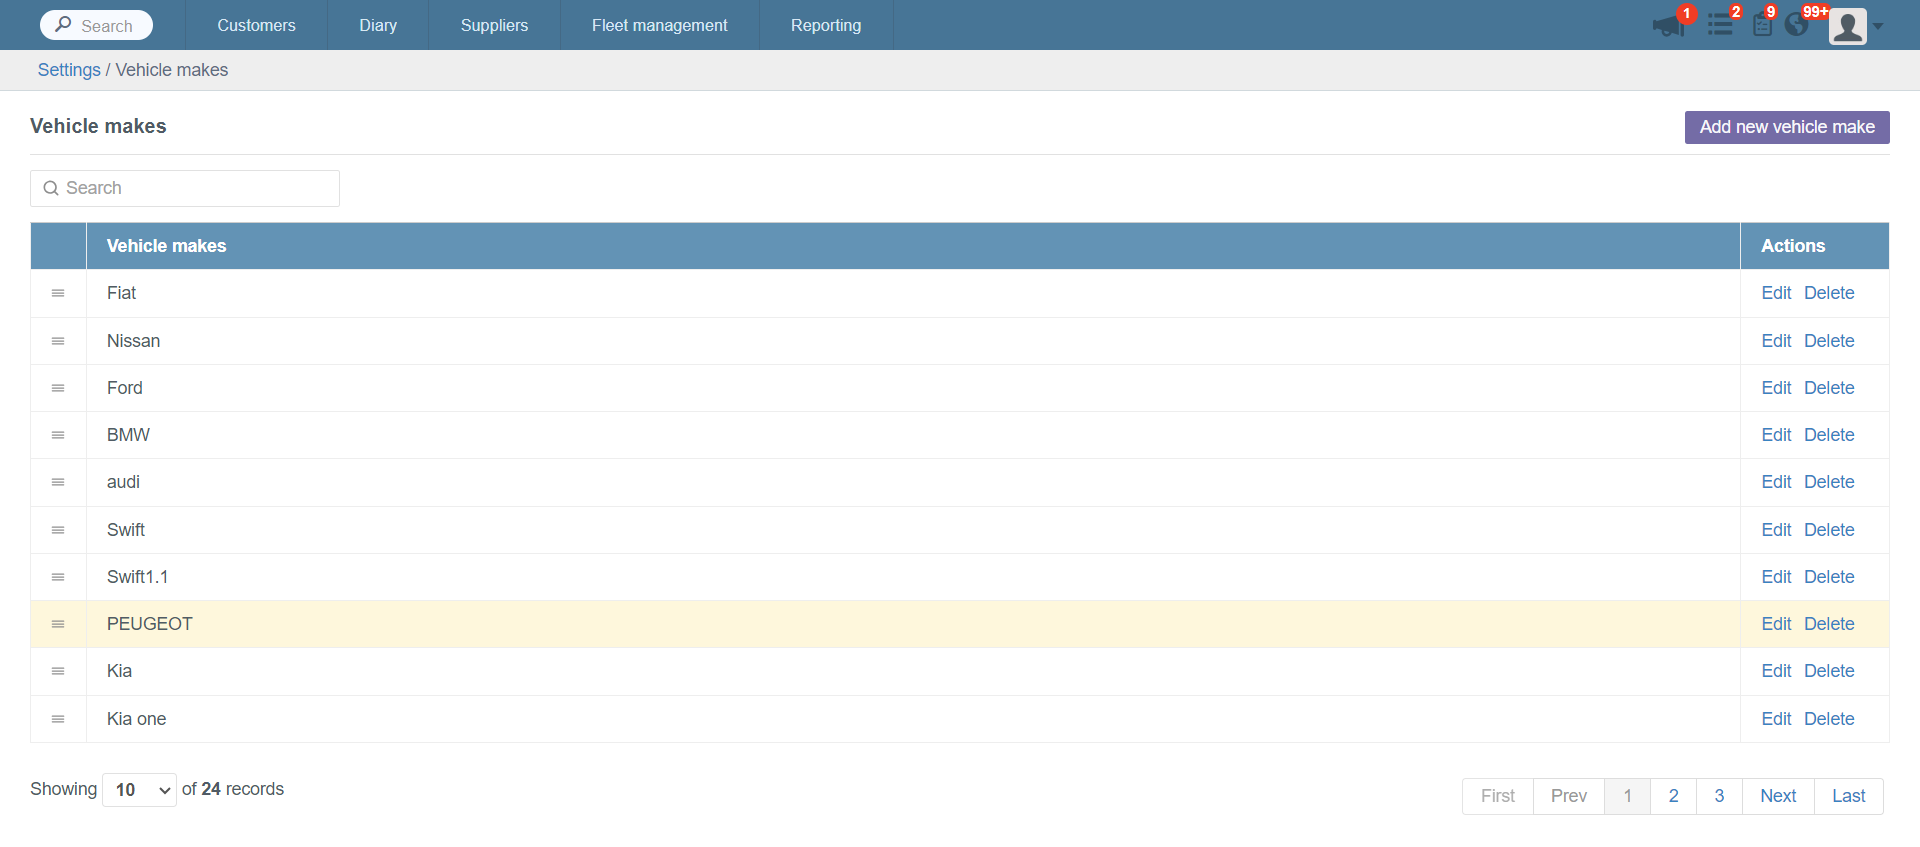 Search Customers Diary Suppliers Fleet management Reporting 1 2 9 99+
Settings / Vehicle makes
Vehicle makes Add new vehicle make
Search
Vehicle makes Actions
Fiat Edit Delete
Nissan Edit Delete
Ford Edit Delete
BMW Edit Delete
audi Edit Delete
Swift Edit Delete
Swift1.1 Edit Delete
PEUGEOT Edit Delete
Kia Edit Delete
Kia one Edit Delete
Showing 10 of 24 records First Prev 1 2 3 Next Last